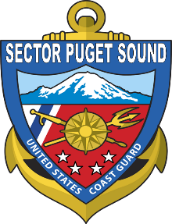 SECTOR PUGET SOUND
UNITED STATES COAST GUARD